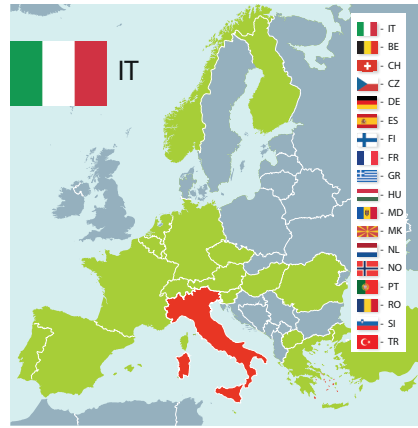 IT
- IT
- BE
- CH
- CZ
- DE
- ES
- FI
- FR
- GR
- HU
- MD
- MK
- NL
- NO
- PT
- RO
- SI
- TR